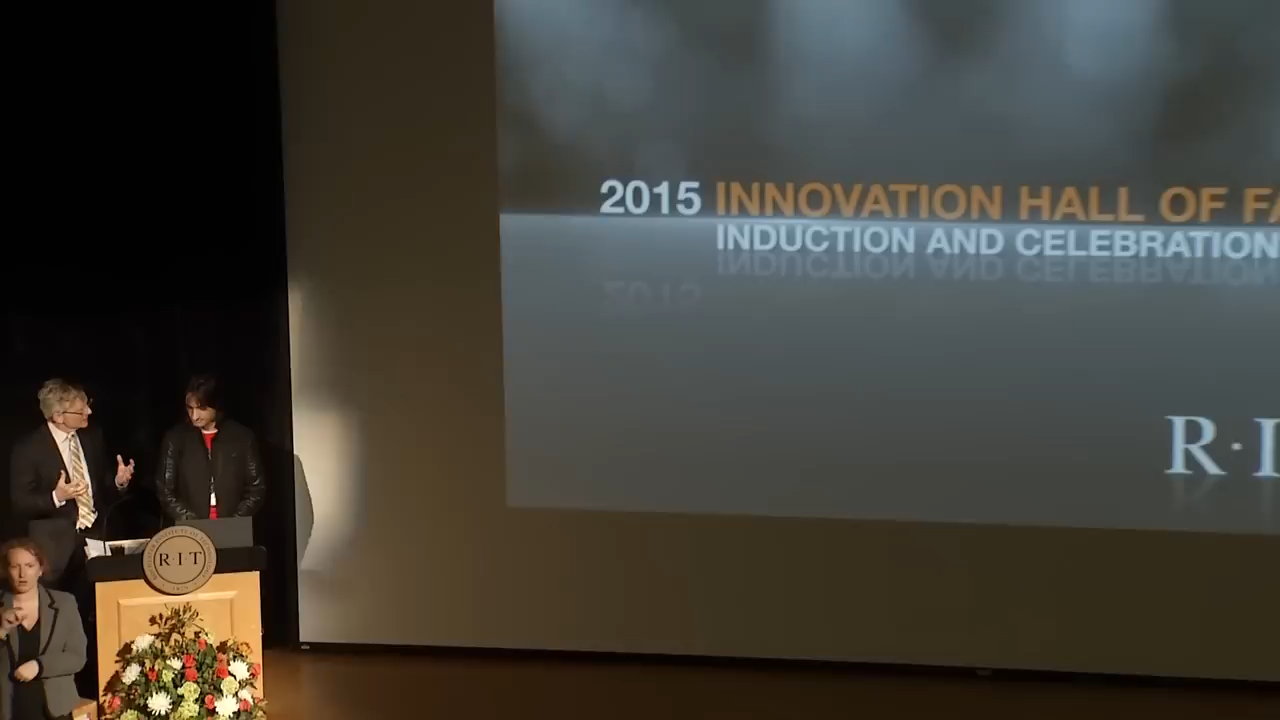 2015 INNOVATION HALL OF FA
INDUCTION AND CELEBRATION
R·I
R·I·T